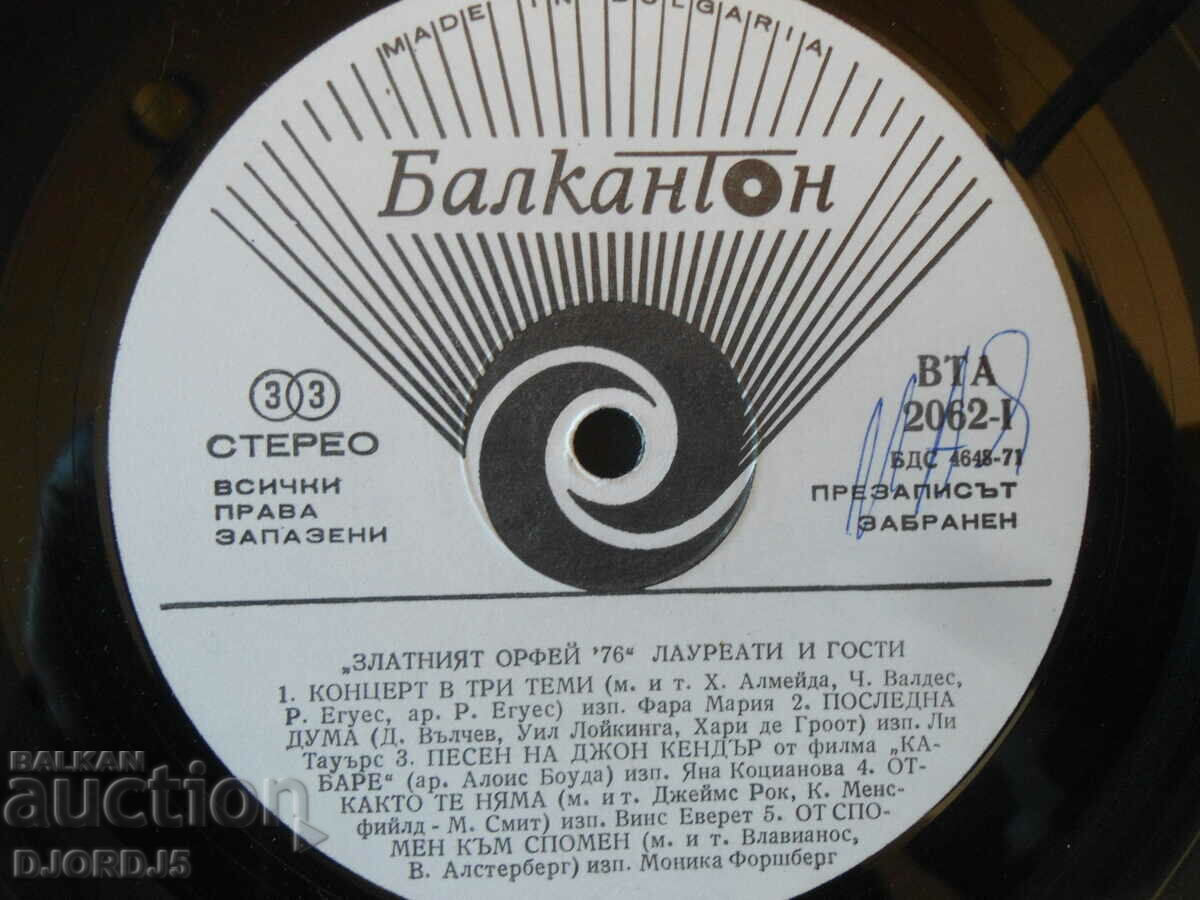 MADE IN BULGARIA
Балкантон
33
СТЕРЕО
ВСИЧКИ
ПРАВА
ЗАПАЗЕНИ
ВТА
2062-I
БДС 4648-71
ПРЕЗАПИСЪТ
ЗАБРАНЕН
„ЗЛАТНИЯТ ОРФЕЙ '76“ ЛАУРЕАТИ И ГОСТИ
1. КОНЦЕРТ В ТРИ ТЕМИ (м. и т. Х. Алмейда, Ч. Валдес,
Р. Егуес, ар. Р. Егуес) изп. Фара Мария 2. ПОСЛЕДНА
ДУМА (Д. Вълчев, Уил Лойкинга, Хари де Гроот) изп. Ли
Тауърс 3. ПЕСЕН НА ДЖОН КЕНДЪР от филма „КА-
БАРЕ“ (ар. Алоис Боуда) изп. Яна Коцианова 4. ОТ-
КАКТО ТЕ НЯМА (м. и т. Джеймс Рок, К. Менс-
фийлд - М. Смит) изп. Винс Еверет 5. ОТ СПО-
МЕН КЪМ СПОМЕН (м. и т. Влавианос,
В. Алстерберг) изп. Моника Форшберг
BALKAN
auction
DJORDJ5